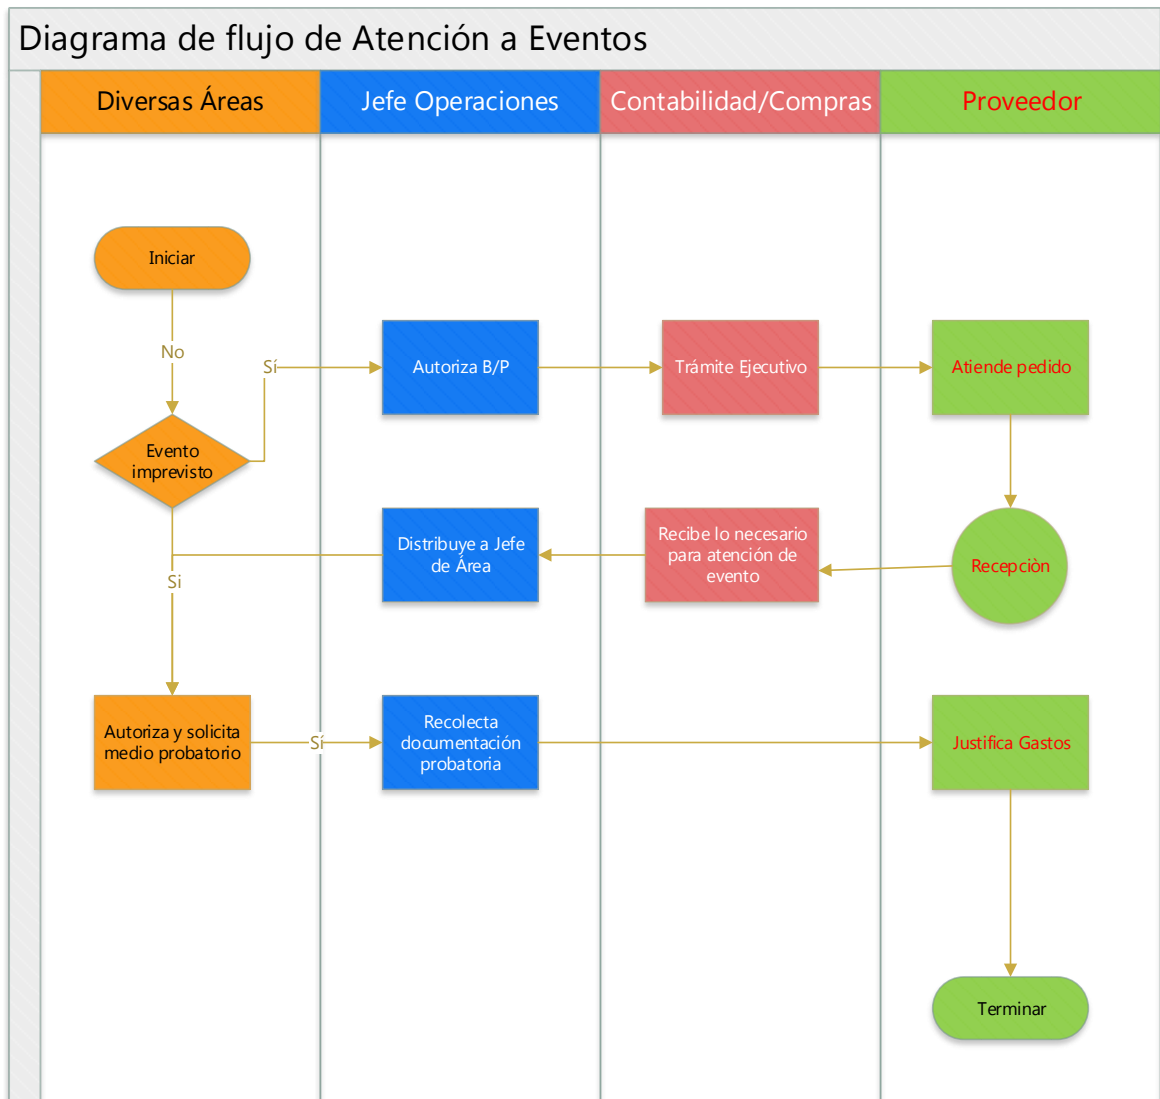 Diagrama de flujo de Atención a Eventos
Diversas Áreas
Jefe Operaciones
Contabilidad/Compras
Proveedor
Iniciar
No
Sí
Autoriza B/P
Trámite Ejecutivo
Atiende pedido
Evento
imprevisto
Distribuye a Jefe
de Área
Recibe lo necesario
para atención de
evento
Recepciòn
Si
Autoriza y solicita
medio probatorio
Sí
Recolecta
documentación
probatoria
Justifica Gastos
Terminar